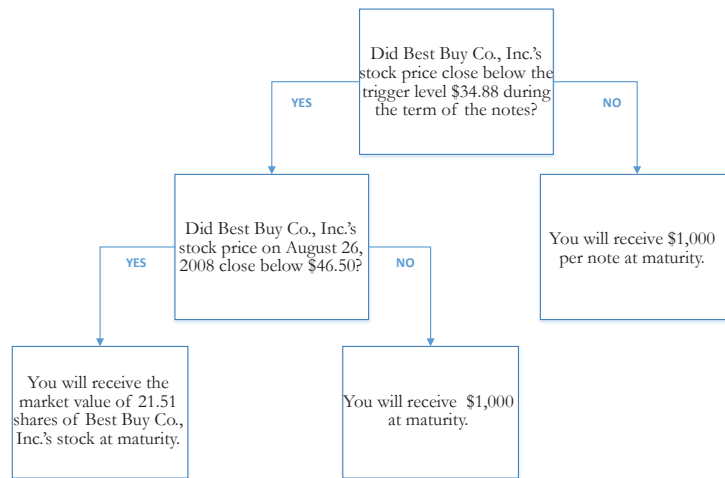 Did Best Buy Co., Inc.'s
stock price close below the
trigger level $34.88 during
the term of the notes?
YES
NO
Did Best Buy Co., Inc.'s
stock price on August 26,
2008 close below $46.50?
You will receive $1,000
per note at maturity.
YES
NO
You will receive the
market value of 21.51
shares of Best Buy Co.,
Inc.'s stock at maturity.
You will receive $1,000
at maturity.